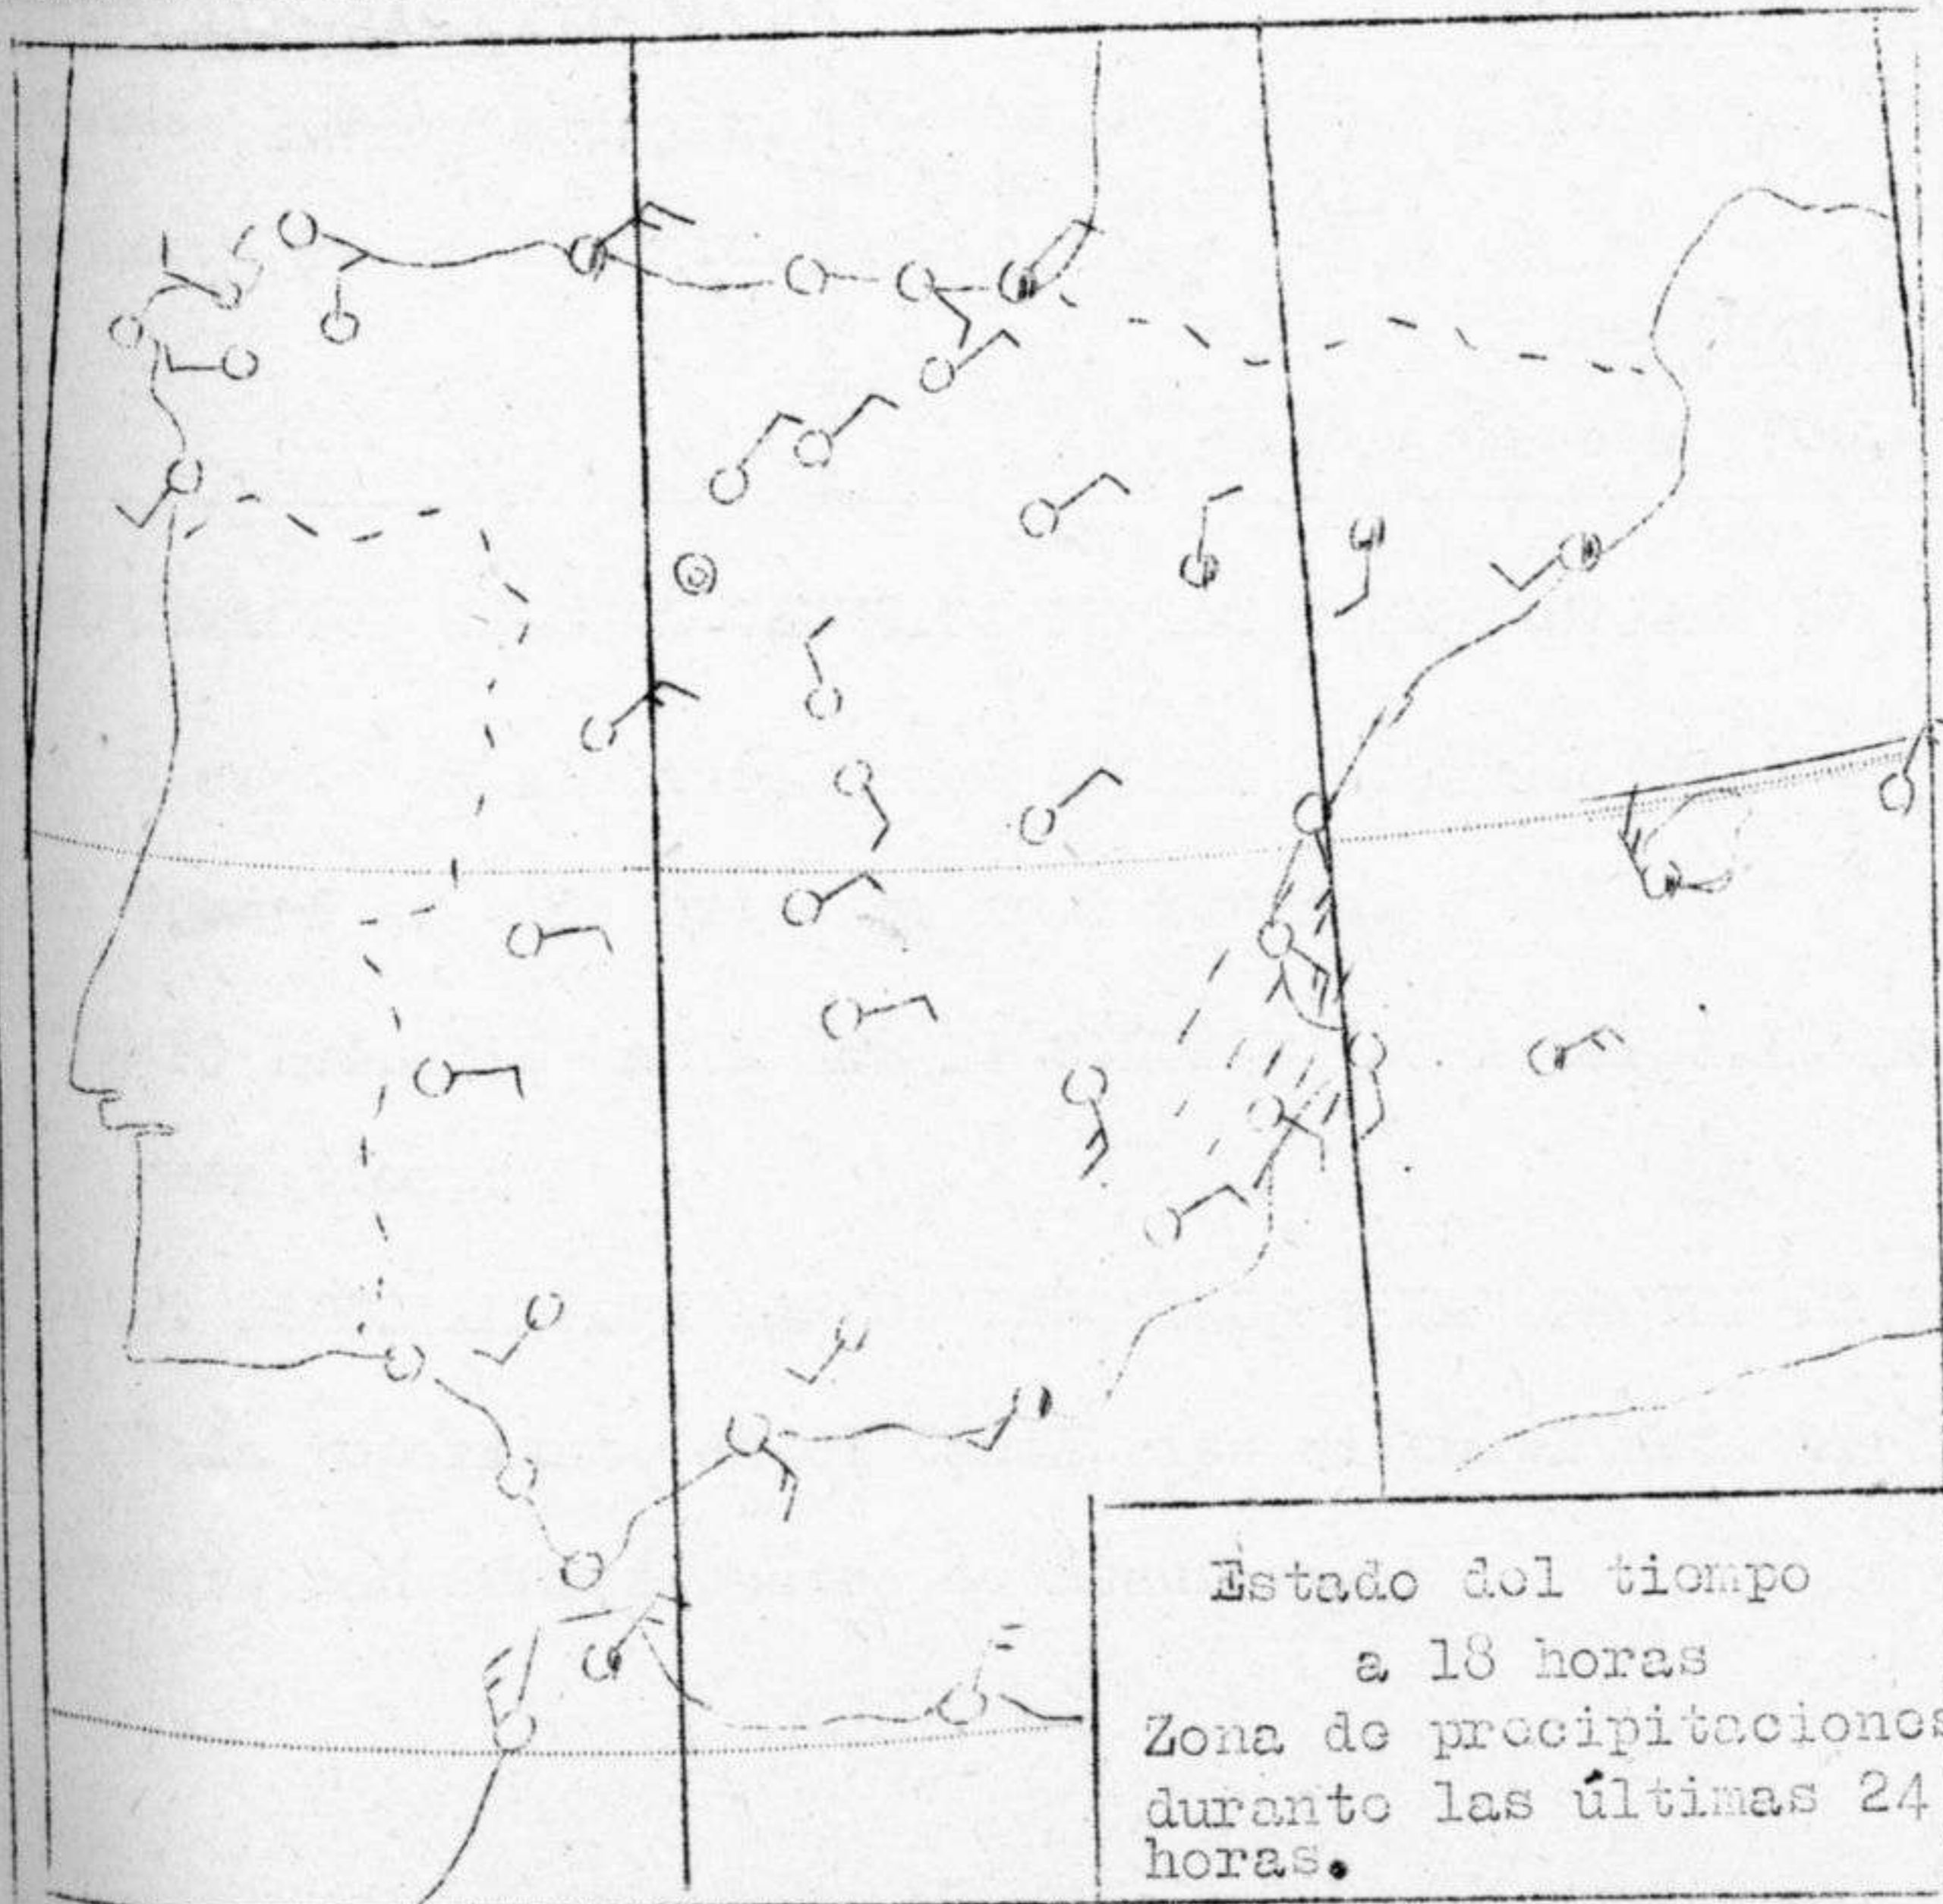 Estado del tiempo
a 18 horas
Zona de precipitaciones
durante las últimas 24
horas.